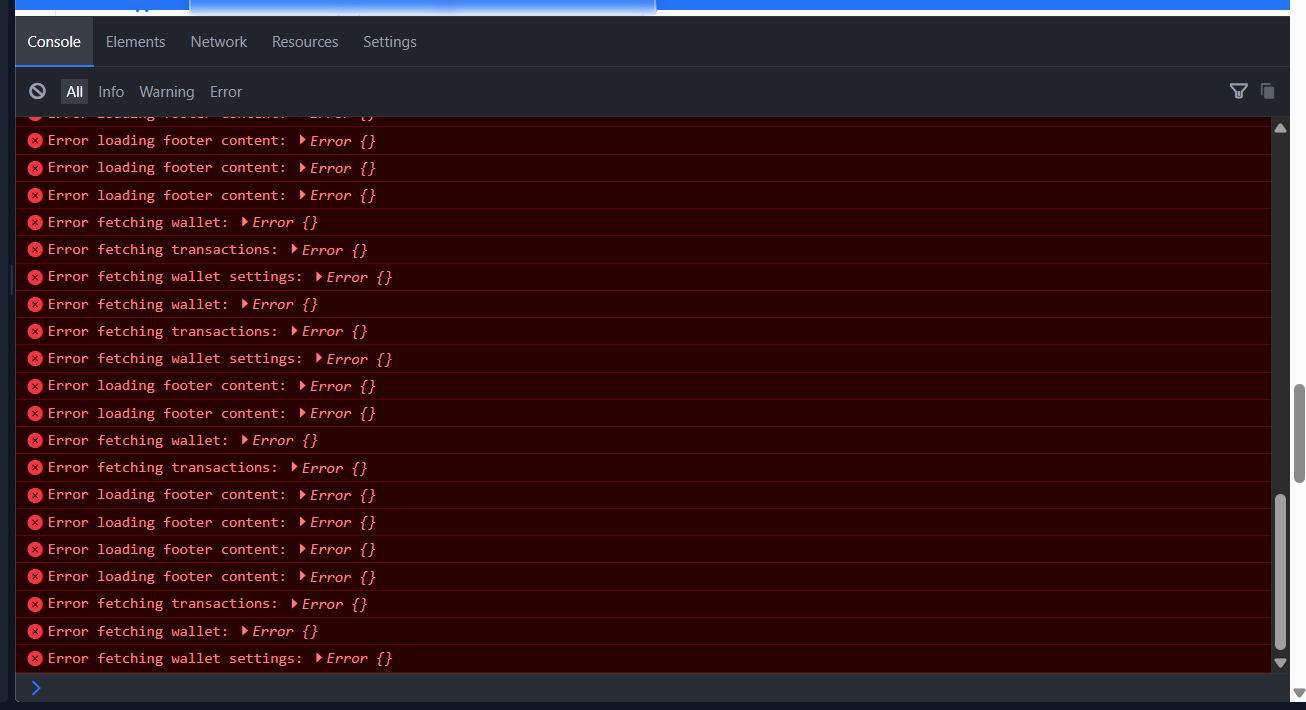 Console Elements Network Resources Settings
All Info Warning Error
Error loading footer content: Error {}
Error loading footer content: Error {}
Error loading footer content: Error {}
Error loading footer content: Error {}
Error fetching wallet: Error {}
Error fetching transactions: Error {}
Error fetching wallet settings: Error {}
Error fetching wallet: Error {}
Error fetching transactions: Error {}
Error fetching wallet settings: Error {}
Error loading footer content: Error {}
Error loading footer content: Error {}
Error fetching wallet: Error {}
Error fetching transactions: Error {}
Error loading footer content: Error {}
Error loading footer content: Error {}
Error loading footer content: Error {}
Error loading footer content: Error {}
Error fetching transactions: Error {}
Error fetching wallet: Error {}
Error fetching wallet settings: Error {}